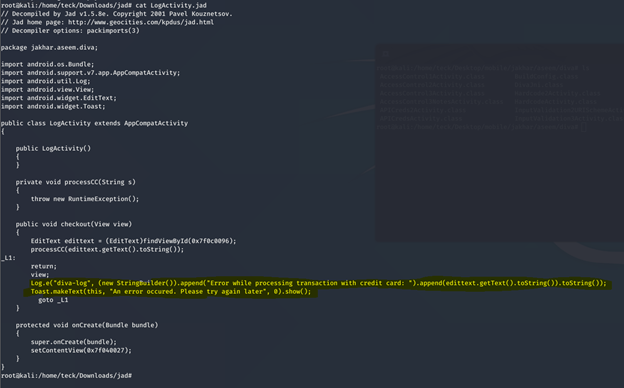 root@kali:/home/teck/Downloads/jad# cat LogActivity.jad
// Decompiled by Jad v1.5.8e. Copyright 2001 Pavel Kouznetsov.
// Jad home page: http://www.geocities.com/kpdus/jad.html
// Decompiler options: packimports(3)
package jakhar.aseem.diva;
import android.os.Bundle;
import android.support.v7.app.AppCompatActivity;
import android.util.Log;
import android.view.View;
import android.widget.EditText;
import android.widget.Toast;
public class LogActivity extends AppCompatActivity
{
public LogActivity()
{
}
private void processCC(String s)
{
throw new RuntimeException();
}
public void checkout(View view)
{
EditText edittext = (EditText)findViewById(0x7f0c0096);
processCC(edittext.getText().toString());
_L1:
return;
view;
Log.e("diva-log", (new StringBuilder()).append("Error while processing transaction with credit card: ").append(edittext.getText().toString()).toString());
Toast.makeText(this, "An error occured. Please try again later", 0).show();
goto _L1
}
protected void onCreate(Bundle bundle)
{
super.onCreate(bundle);
setContentView(0x7f040027);
}
}
root@kali:/home/teck/Downloads/jad#